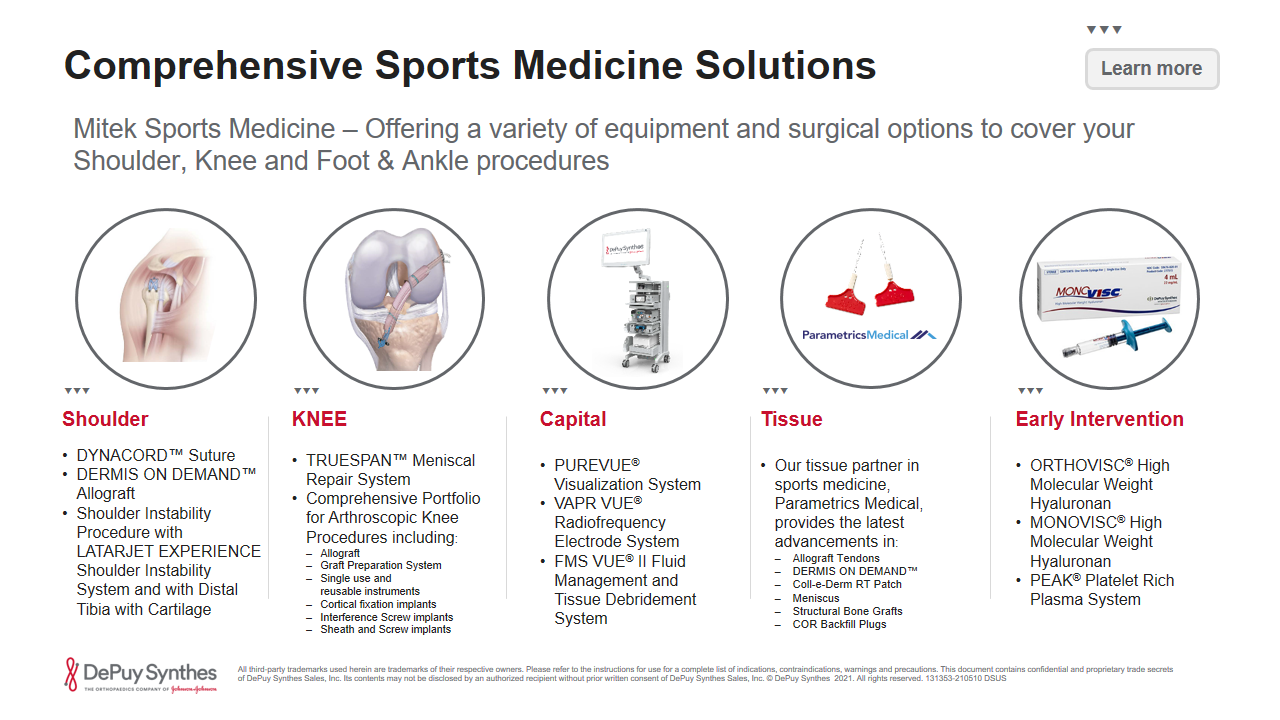 Comprehensive Sports Medicine Solutions
Learn more
Mitek Sports Medicine – Offering a variety of equipment and surgical options to cover your
Shoulder, Knee and Foot & Ankle procedures
DePuySynthes
ParametricsMedical
4 mL
MONOVISC®
DePuy Synthes
Shoulder
• DYNACORD™ Suture
• DERMIS ON DEMAND™
Allograft
• Shoulder Instability
Procedure with
LATARJET EXPERIENCE
Shoulder Instability
System and with Distal
Tibia with Cartilage
KNEE
• TRUESPAN™ Meniscal
Repair System
• Comprehensive Portfolio
for Arthroscopic Knee
Procedures including:
– Allograft
– Graft Preparation System
– Single use and
reusable instruments
– Cortical fixation implants
– Interference Screw implants
– Sheath and Screw implants
Capital
• PUREVUE®
Visualization System
• VAPR VUE®
Radiofrequency
Electrode System
• FMS VUE® II Fluid
Management and
Tissue Debridement
System
Tissue
• Our tissue partner in
sports medicine,
Parametrics Medical,
provides the latest
advancements in:
– Allograft Tendons
– DERMIS ON DEMAND™
– Coll-e-Derm RT Patch
– Meniscus
– Structural Bone Grafts
– COR Backfill Plugs
Early Intervention
• ORTHOVISC® High
Molecular Weight
Hyaluronan
• MONOVISC® High
Molecular Weight
Hyaluronan
• PEAK® Platelet Rich
Plasma System
DePuy Synthes
THE ORTHOPAEDICS COMPANY OF Johnson&Johnson
All third-party trademarks used herein are trademarks of their respective owners. Please refer to the instructions for use for a complete list of indications, contraindications, warnings and precautions. This document contains confidential and proprietary trade secrets
of DePuy Synthes Sales, Inc. Its contents may not be disclosed by an authorized recipient without prior written consent of DePuy Synthes Sales, Inc. © DePuy Synthes 2021. All rights reserved. 131353-210510 DSUS